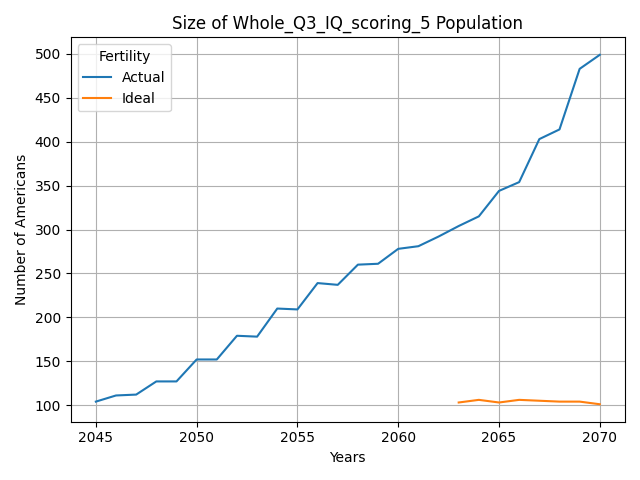 Size of Whole_Q3_IQ_scoring_5 Population
Fertility
Actual
Ideal
Number of Americans
500
450
400
350
300
250
200
150
100
2045 2050 2055 2060 2065 2070
Years